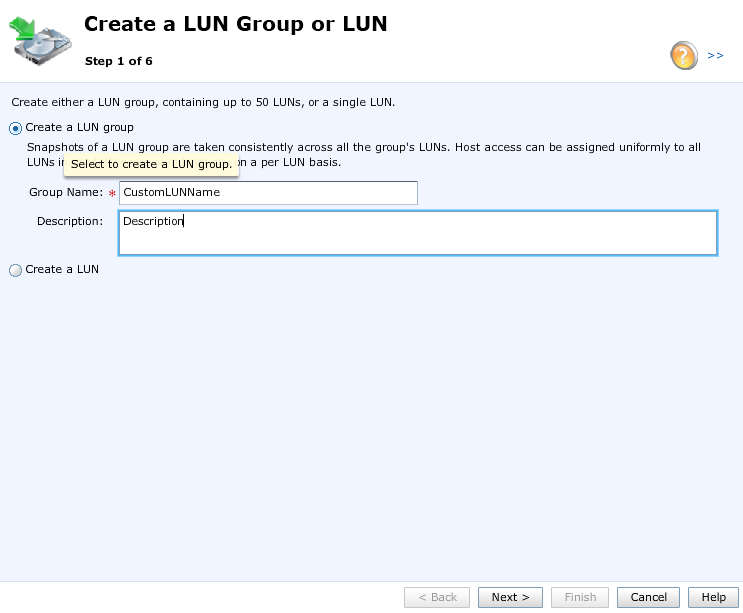 Create a LUN Group or LUN
Step 1 of 6
? >>
Create either a LUN group, containing up to 50 LUNs, or a single LUN.
Create a LUN group
Snapshots of a LUN group are taken consistently across all the group's LUNs. Host access can be assigned uniformly to all
LUNs on a per LUN basis.
Select to create a LUN group.
Group Name: * CustomLUNName
Description: Description
Create a LUN
< Back Next > Finish Cancel Help